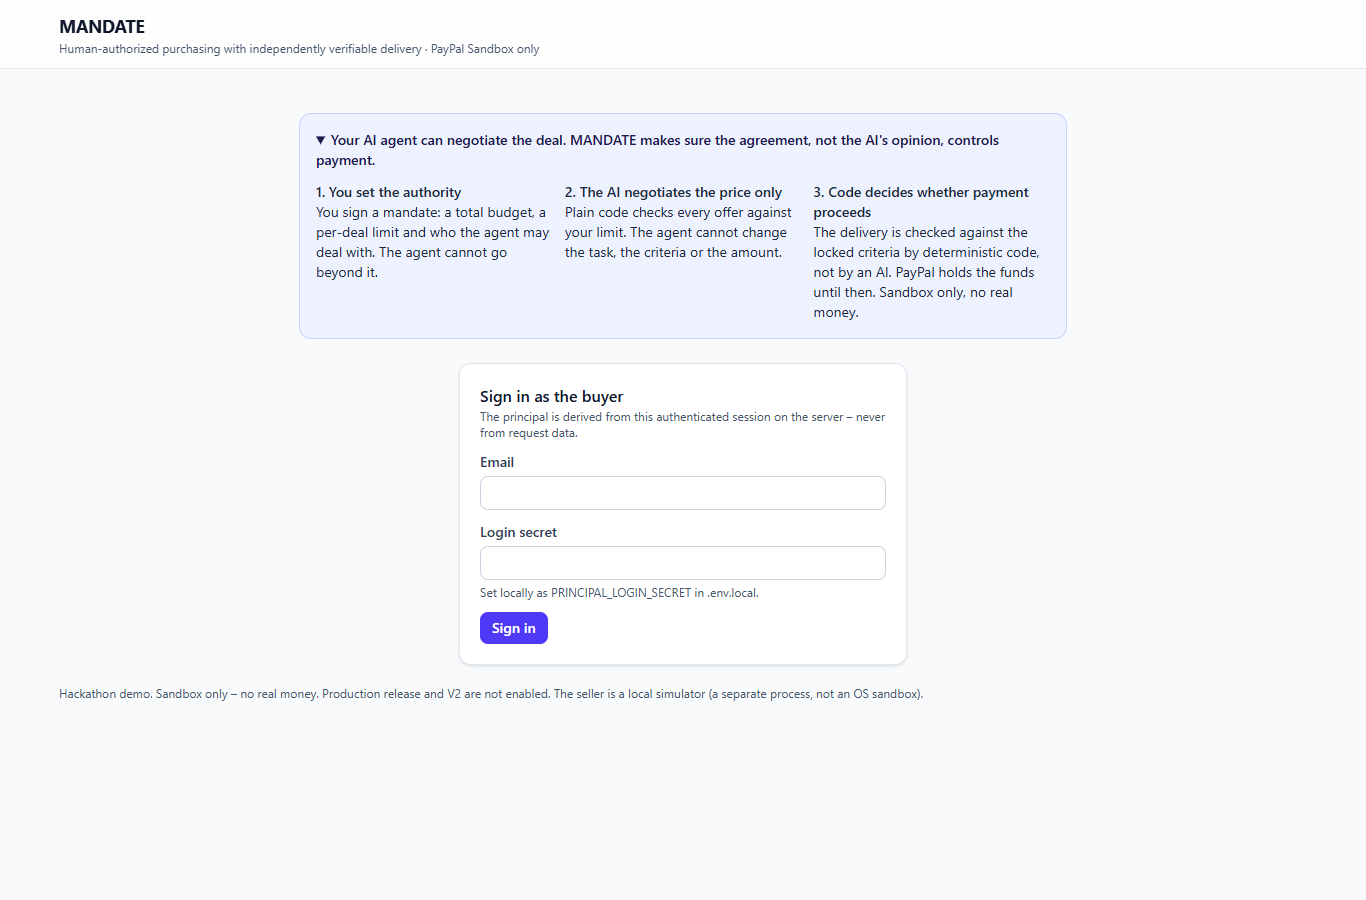 MANDATE
Human-authorized purchasing with independently verifiable delivery · PayPal Sandbox only
▼ Your AI agent can negotiate the deal. MANDATE makes sure the agreement, not the AI's opinion, controls
payment.
1. You set the authority
You sign a mandate: a total budget, a
per-deal limit and who the agent may
deal with. The agent cannot go
beyond it.
2. The AI negotiates the price only
Plain code checks every offer against
your limit. The agent cannot change
the task, the criteria or the amount.
3. Code decides whether payment
proceeds
The delivery is checked against the
locked criteria by deterministic code,
not by an AI. PayPal holds the funds
until then. Sandbox only, no real
money.
Sign in as the buyer
The principal is derived from this authenticated session on the server – never
from request data.
Email
Login secret
Set locally as PRINCIPAL_LOGIN_SECRET in .env.local.
Sign in
Hackathon demo. Sandbox only – no real money. Production release and V2 are not enabled. The seller is a local simulator (a separate process, not an OS sandbox).